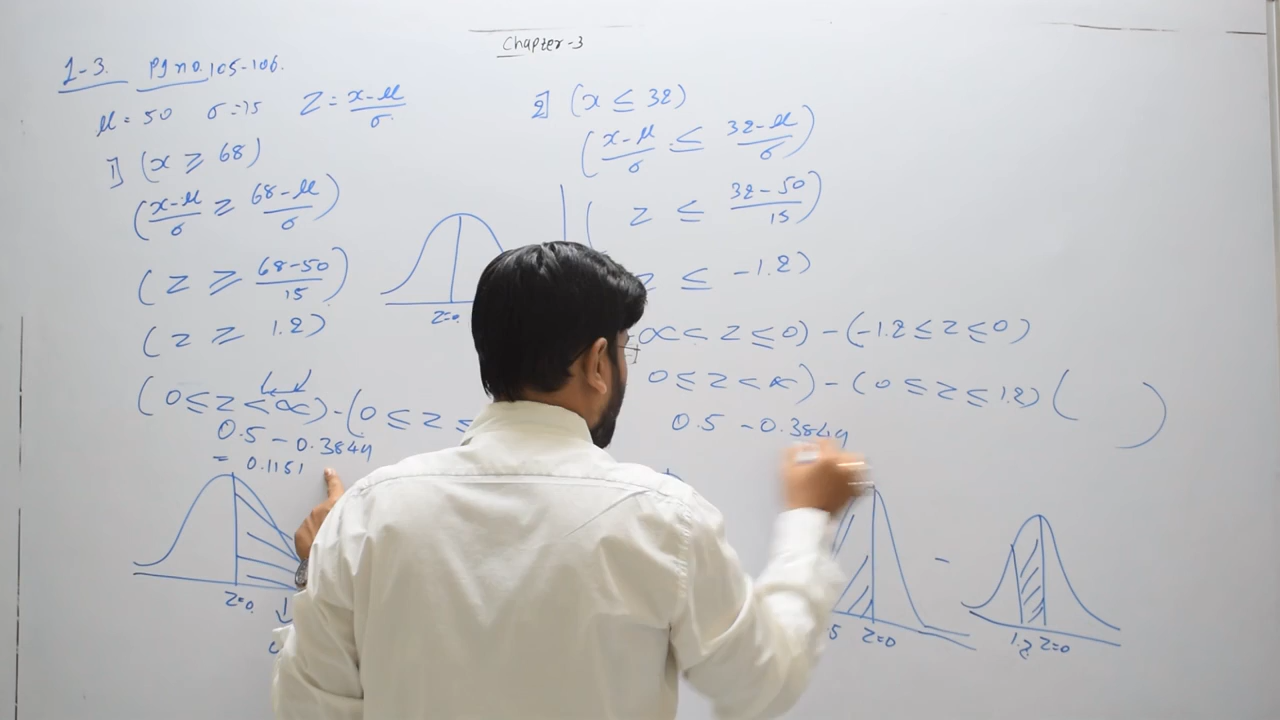 Chapter-3
I-3. Pg no. 105-106.
μ = 50 σ = 15 Z = x-μ/σ.
1] (x ≥ 68)
(x-μ/σ ≥ 68-μ/σ)
(z ≥ 68-50/15)
(z ≥ 1.2)
(0≤z<∝)-(0 ≤ z ≤
0.5 - 0.3849
= 0.1151
z=0.
z=0.
2] (x ≤ 32)
(x-μ/σ ≤ 32-μ/σ)
( z ≤ 32-50/15)
z ≤ -1.2)
∝ ≤ z ≤ 0) - (-1.2 ≤ z ≤ 0)
0 ≤ z < ∝) - (0 ≤ z ≤ 1.2) ( )
0.5 - 0.3849
5 z=0
-
1.2 z=0